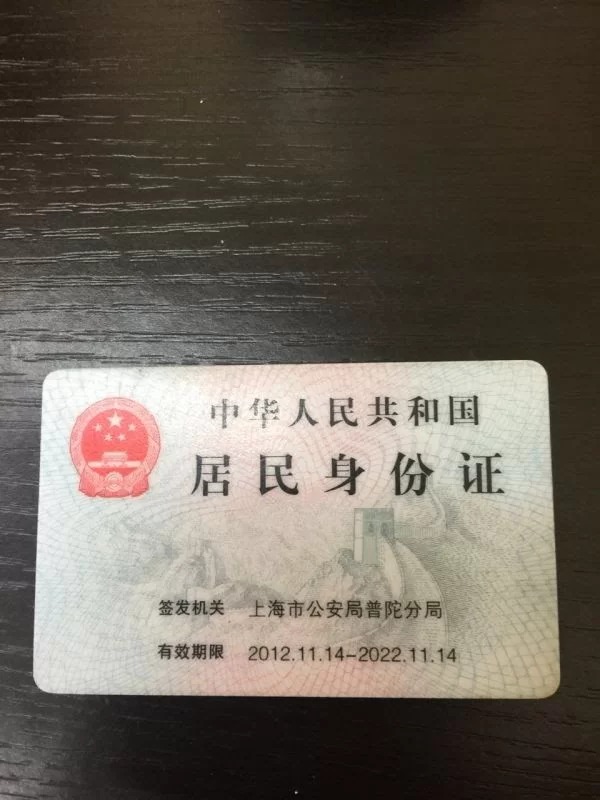 中华人民共和国
居民身份证
签发机关 上海市公安局普陀分局
有效期限 2012.11.14-2022.11.14